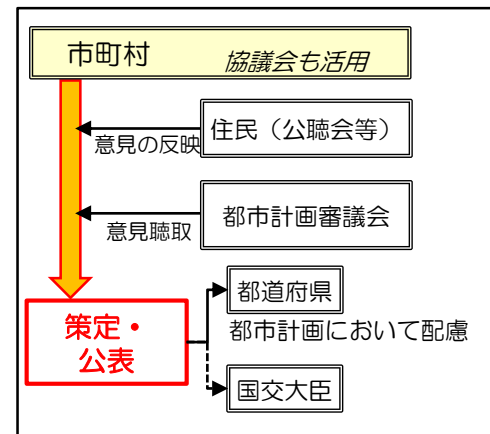 市町村 協議会も活用
住民（公聴会等）
意見の反映
都市計画審議会
意見聴取
策定・
公表
都道府県
都市計画において配慮
国交大臣